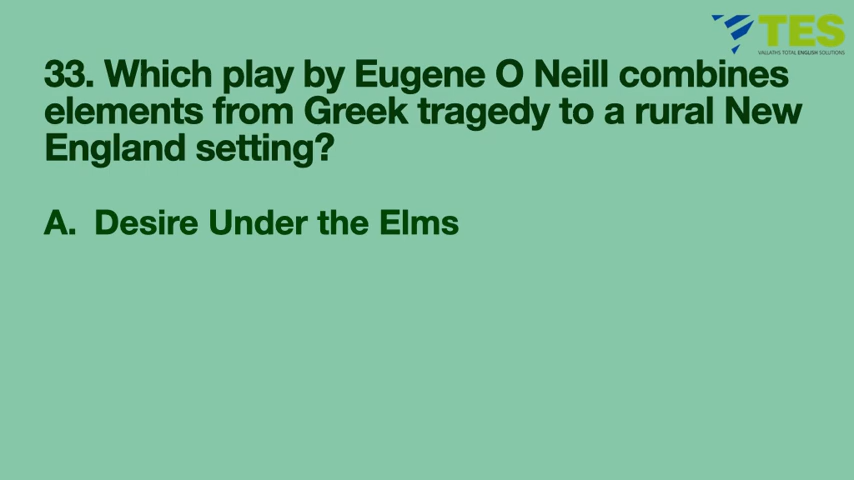 TES
VALLATHS TOTAL ENGLISH SOLUTIONS
33. Which play by Eugene O Neill combines
elements from Greek tragedy to a rural New
England setting?
A. Desire Under the Elms